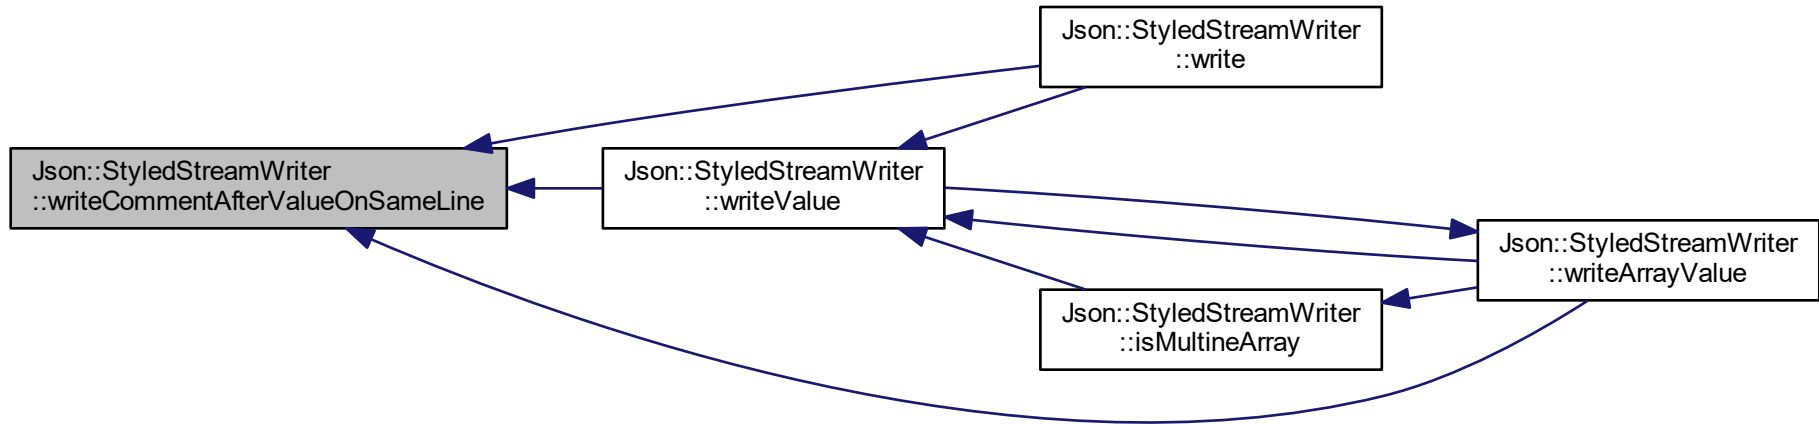 Json::StyledStreamWriter
::write
Json::StyledStreamWriter
::writeCommentAfterValueOnSameLine
Json::StyledStreamWriter
::writeValue
Json::StyledStreamWriter
::writeArrayValue
Json::StyledStreamWriter
::isMultineArray